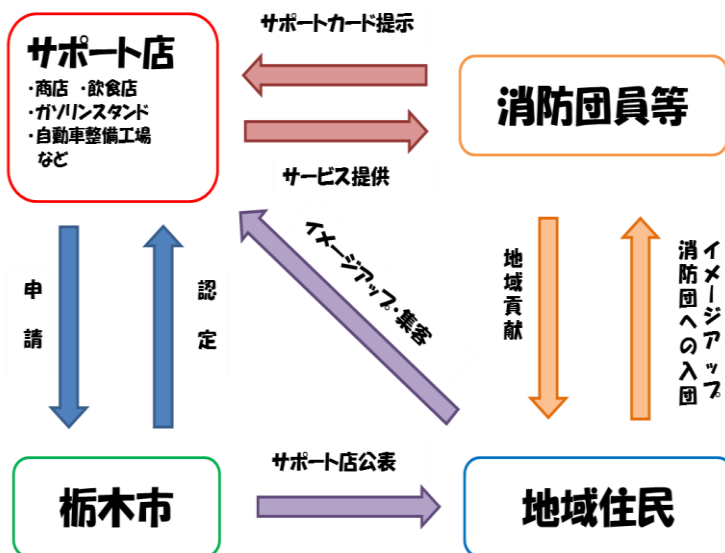 サポートカード提示
サポート店
・商店 ・飲食店
・ガソリンスタンド
・自動車整備工場
など
消防団員等
サービス提供
イメージアップ・集客
申請
認定
地域貢献
イメージアップ
消防団への入団
サポート店公表
栃木市
地域住民